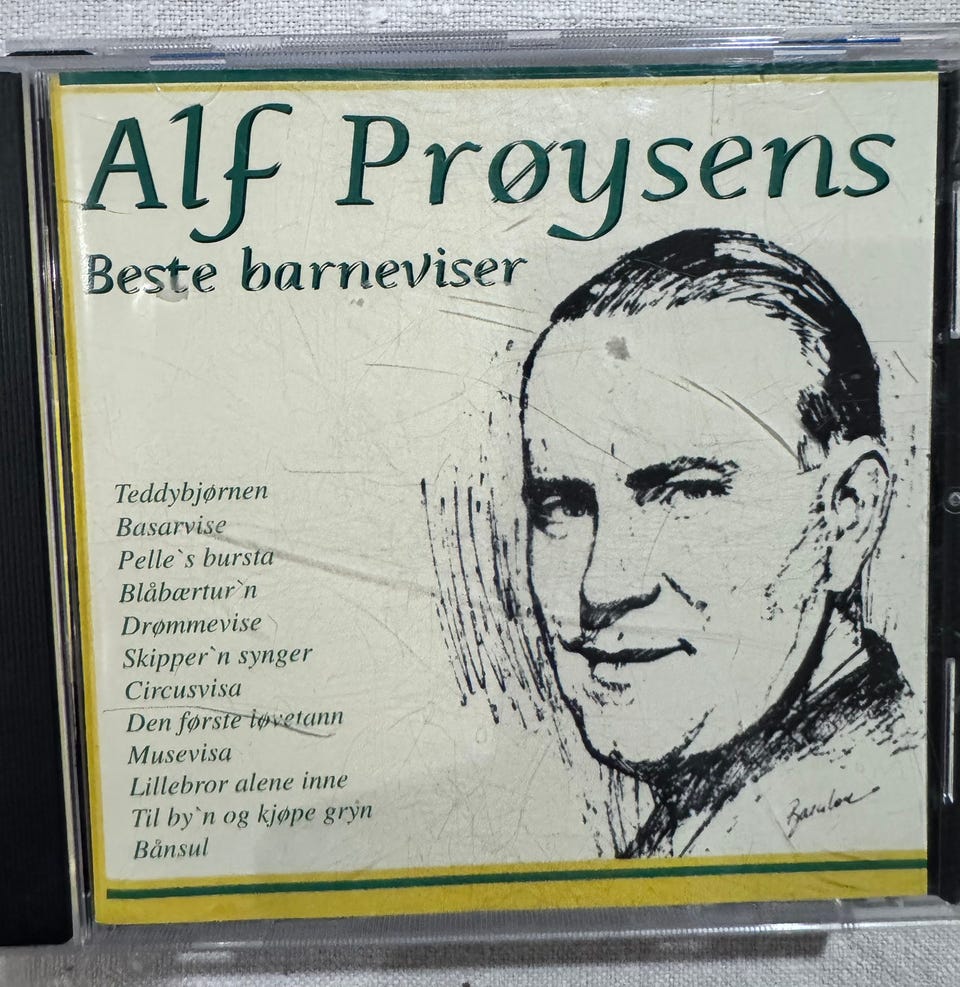 Alf Prøysens
Beste barneviser
Teddybjørnen
Basarvise
Pelle`s bursta
Blåbærtur`n
Drømmevise
Skipper`n synger
Circusvisa
Den første løvetann
Musevisa
Lillebror alene inne
Til by`n og kjøpe gryn
Bånsul